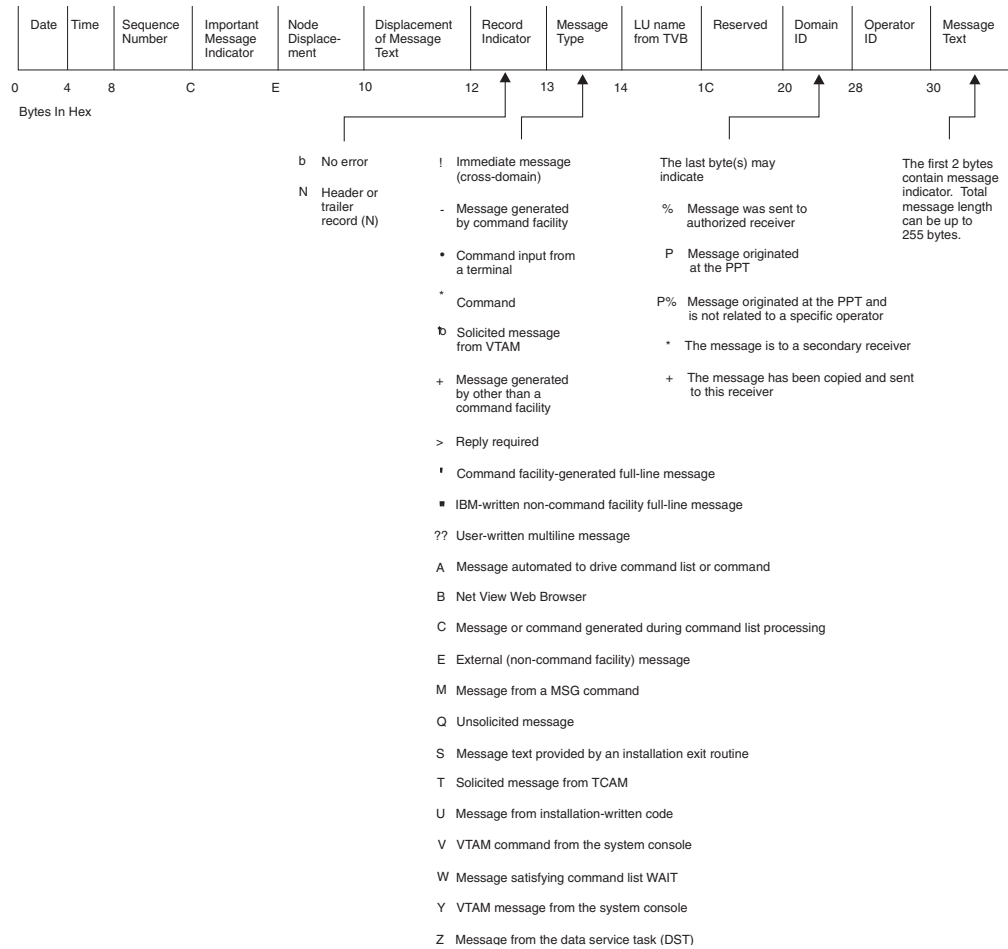 Date Time Sequence Number Important Message Indicator Node Displace-ment Displacement of Message Text Record Indicator Message Type LU name from TVB Reserved Domain ID Operator ID Message Text
0 4 8 C E 10 12 13 14 1C 20 28 30
Bytes In Hex
b No error
N Header or
trailer
record (N)
! Immediate message
(cross-domain)
- Message generated
by command facility
• Command input from
a terminal
* Command
Solicited message
from VTAM
+ Message generated
by other than a
command facility
> Reply required
' Command facility-generated full-line message
■ IBM-written non-command facility full-line message
?? User-written multiline message
A Message automated to drive command list or command
B Net View Web Browser
C Message or command generated during command list processing
E External (non-command facility) message
M Message from a MSG command
Q Unsolicited message
S Message text provided by an installation exit routine
T Solicited message from TCAM
U Message from installation-written code
V VTAM command from the system console
W Message satisfying command list WAIT
Y VTAM message from the system console
Z Message from the data service task (DST)
The last byte(s) may
indicate
% Message was sent to
authorized receiver
P Message originated
at the PPT
P% Message originated at the PPT and
is not related to a specific operator
* The message is to a secondary receiver
+ The message has been copied and sent
to this receiver
The first 2 bytes
contain message
indicator. Total
message length
can be up to
255 bytes.